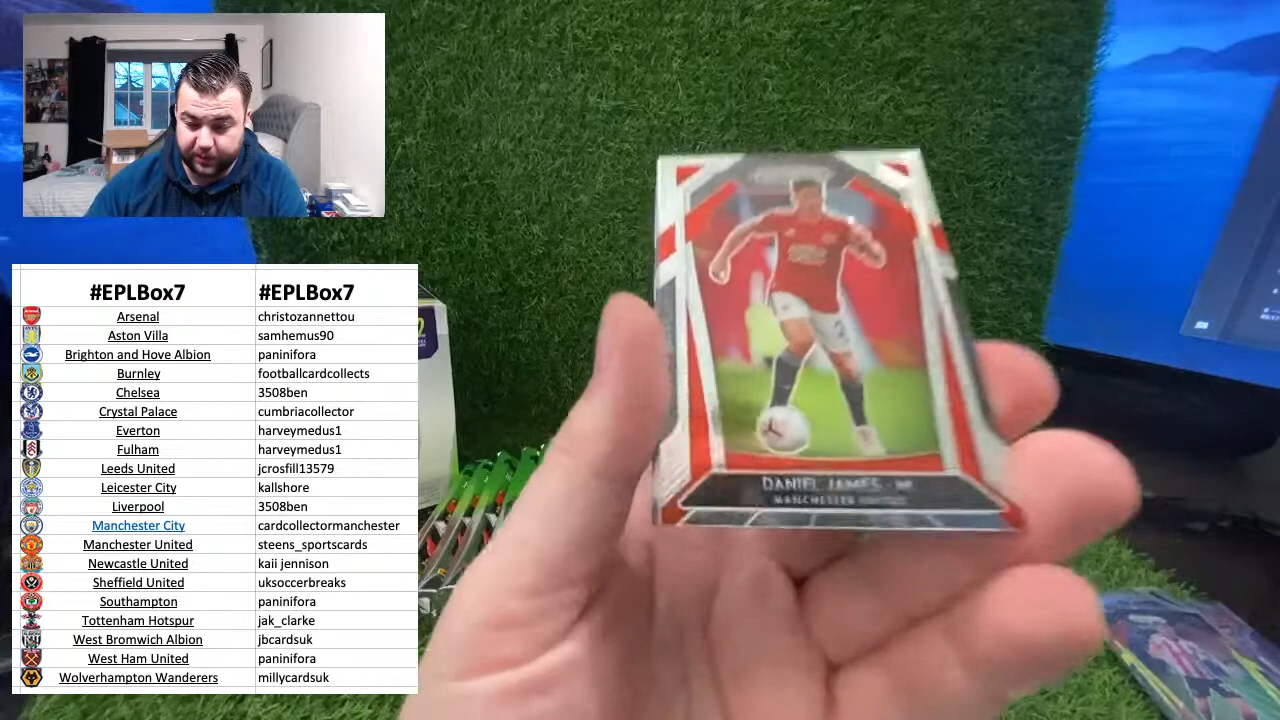 #EPLBox7 #EPLBox7
Arsenal christozannettou
Aston Villa samhemus90
Brighton and Hove Albion paninifora
Burnley footballcardcollects
Chelsea 3508ben
Crystal Palace cumbriacollector
Everton harveymedus1
Fulham harveymedus1
Leeds United jcrosfill13579
Leicester City kallshore
Liverpool 3508ben
Manchester City cardcollectormanchester
Manchester United steens_sportscards
Newcastle United kaii jennison
Sheffield United uksoccerbreaks
Southampton paninifora
Tottenham Hotspur jak_clarke
West Bromwich Albion jbcardsuk
West Ham United paninifora
Wolverhampton Wanderers millycardsuk
DANIEL JAMES
MANCHESTER UNITED